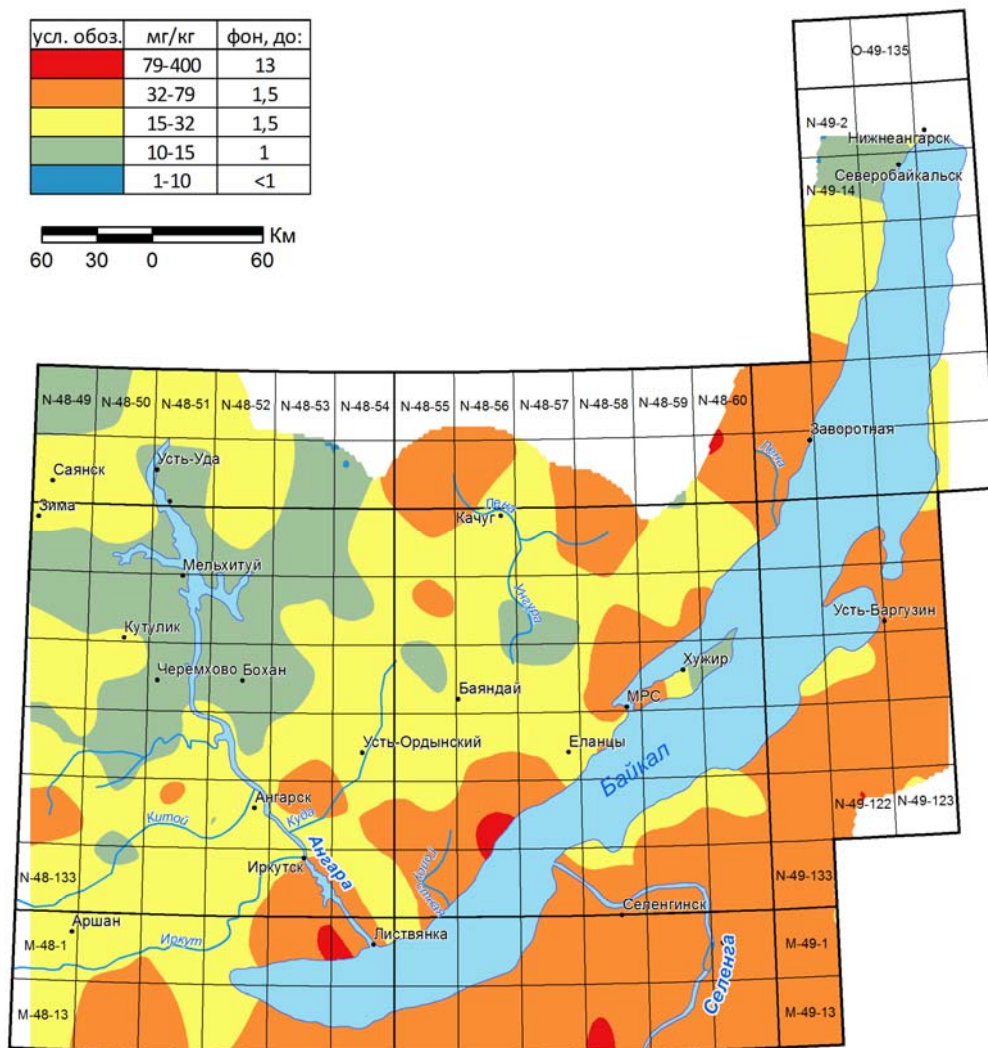 усл. обоз. мг/кг фон, до:
79-400 13
32-79 1,5
15-32 1,5
10-15 1
1-10 <1
60 30 0 60 Км
О-49-135
N-49-2
Нижнеангарск
Северобайкальск
N-49-14
N-48-49 N-48-50 N-48-51 N-48-52 N-48-53 N-48-54 N-48-55 N-48-56 N-48-57 N-48-58 N-48-59 N-48-60
Заворотная
Лена
Усть-Уда
Саянск
Зима
Лена
Качуг
Мельхитуй
Унгура
Усть-Баргузин
Кутулик
Хужир
Черемхово Бохан
Баяндай
МРС
Усть-Ордынский
Еланцы
Байкал
Ангарск
N-49-122 N-49-123
Китой
Куда
Ангара
Иркутск
N-48-133
N-49-133
Селенгинск
Аршан
M-48-1
Иркут
Листвянка
M-49-1
Селенга
M-48-13
M-49-13